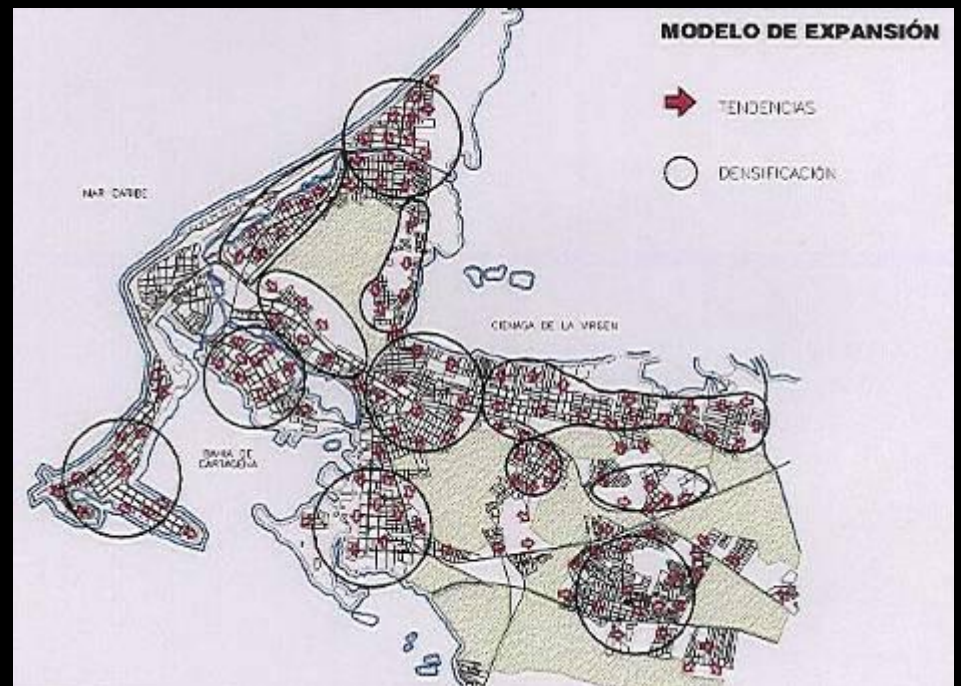 MODELO DE EXPANSIÓN
TENDENCIAS
DENSIFICACIÓN
MAR CARIBE
CIENAGA DE LA VIRGEN
BAHIA DE
CARTAGENA